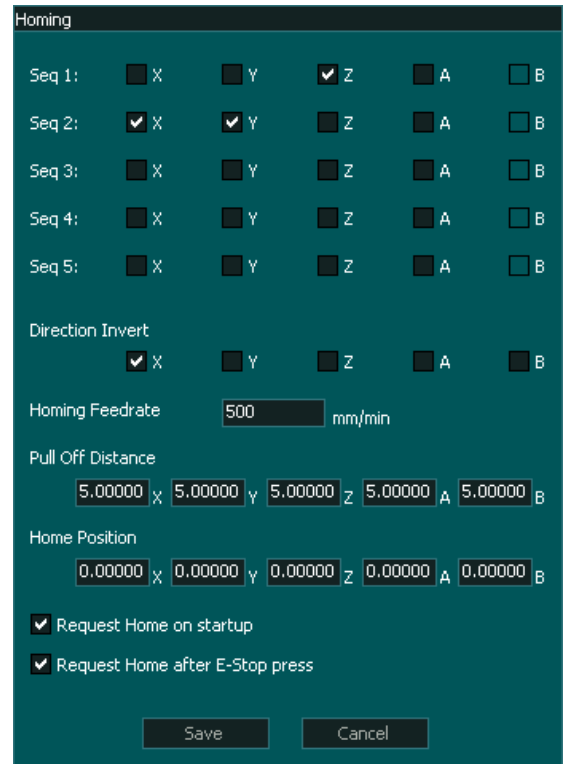 Homing
Seq 1: X Y Z A B
Seq 2: X Y Z A B
Seq 3: X Y Z A B
Seq 4: X Y Z A B
Seq 5: X Y Z A B
Direction Invert
X Y Z A B
Homing Feedrate 500 mm/min
Pull Off Distance
5.00000 X 5.00000 Y 5.00000 Z 5.00000 A 5.00000 B
Home Position
0.00000 X 0.00000 Y 0.00000 Z 0.00000 A 0.00000 B
Request Home on startup
Request Home after E-Stop press
Save Cancel